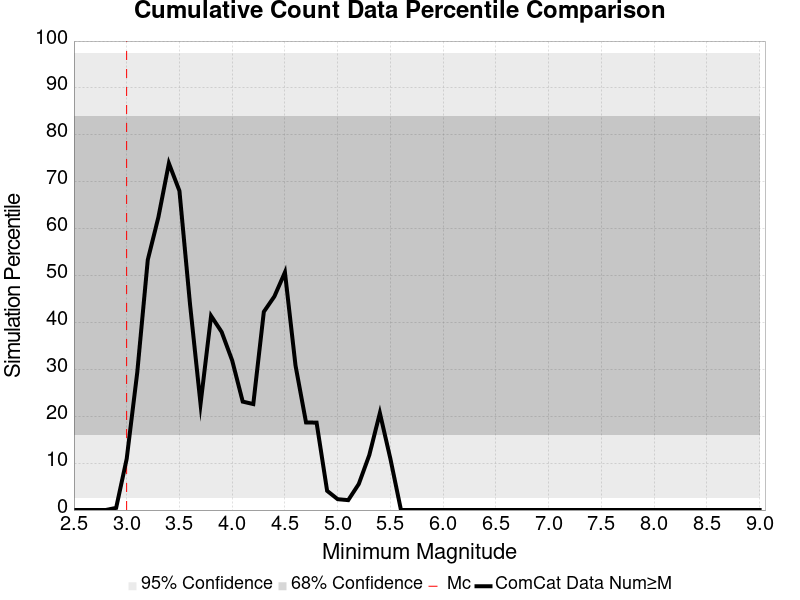 Cumulative Count Data Percentile Comparison
100
90
80
70
60
50
40
30
20
10
0
Simulation Percentile
2.5 3.0 3.5 4.0 4.5 5.0 5.5 6.0 6.5 7.0 7.5 8.0 8.5 9.0
Minimum Magnitude
95% Confidence 68% Confidence Mc ComCat Data Num≥M